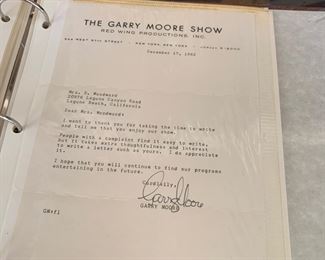 THE GARRY MOORE SHOW
RED WING PRODUCTIONS, INC.
WEST STREET · NEW YORK, NEW YORK ·
December 17, 1962
Mrs. D. Woodward
Laguna Canyon Road
Laguna Beach, California
Dear Mrs. Woodward:
I want to thank you for taking the time to write
and tell me that you enjoy our show.
People with a complaint find it easy to write,
but it takes extra thoughtfulness and interest
to write a letter such as yours. I do appreciate
it.
I hope that you will continue to find our programs
entertaining in the future.
Cordially,
Garry Moore
GARRY MOORE
GM:fl